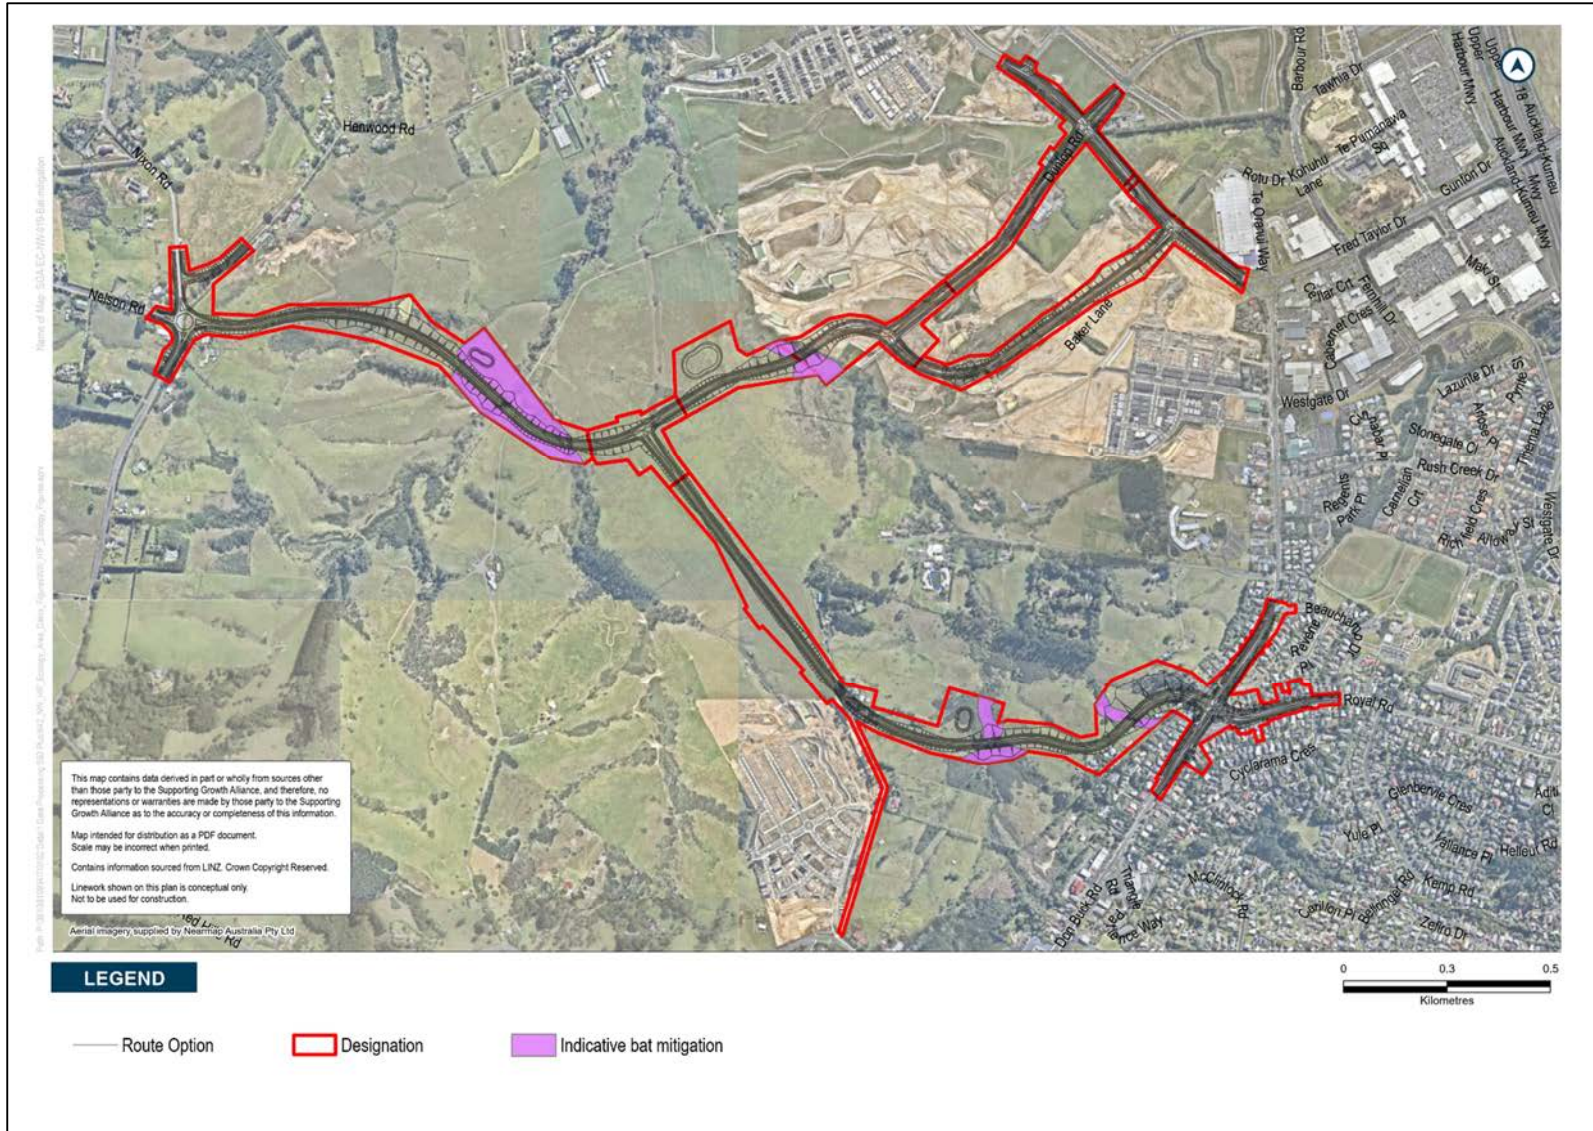 Barbour Rd
Tawhia Dr
Upper
Harbour Mwy
Upper
Harbour Mwy
18
Auckland-Kumeu
Mwy
Auckland-Kumeu Mwy
Te Pumanawa
Sq
Kohuhu
Lane
Rotu Dr
Gunton Dr
Te Oranui Way
Fred Taylor Dr
Maki St
Fernhill Dr
Cabernet Cres
Westgate Dr
Lazurite Dr
Pyrite St
Arlose Pl
Thema Lane
Stonegate Cl
Rush Creek Dr
Regents
Park Pl
Carnelian
Crt
Richfield Cres
Alloway St
Westgate Dr
Henwood Rd
Nixon Rd
Nelson Rd
Dunlop Rd
Baker Lane
Beauchamp Dr
Revene
Pl
Royal Rd
Cyclarama Cres
Glenbervie Cres
Aditi
Cl
Yule Pl
Vallance Pl
Helleur Rd
Kemp Rd
Bellringer Rd
Carillon Pl
Zefiro Dr
McClintock Rd
Triangle
Rd
Don Buck Rd
This map contains data derived in part or wholly from sources other
than those party to the Supporting Growth Alliance, and therefore, no
representations or warranties are made by those party to the Supporting
Growth Alliance as to the accuracy or completeness of this information.
Map intended for distribution as a PDF document.
Scale may be incorrect when printed.
Contains information sourced from LINZ. Crown Copyright Reserved.
Linework shown on this plan is conceptual only.
Not to be used for construction.
Aerial imagery supplied by Nearmap Australia Pty Ltd
LEGEND
0 0.3 0.5
Kilometres
Route Option
Designation
Indicative bat mitigation